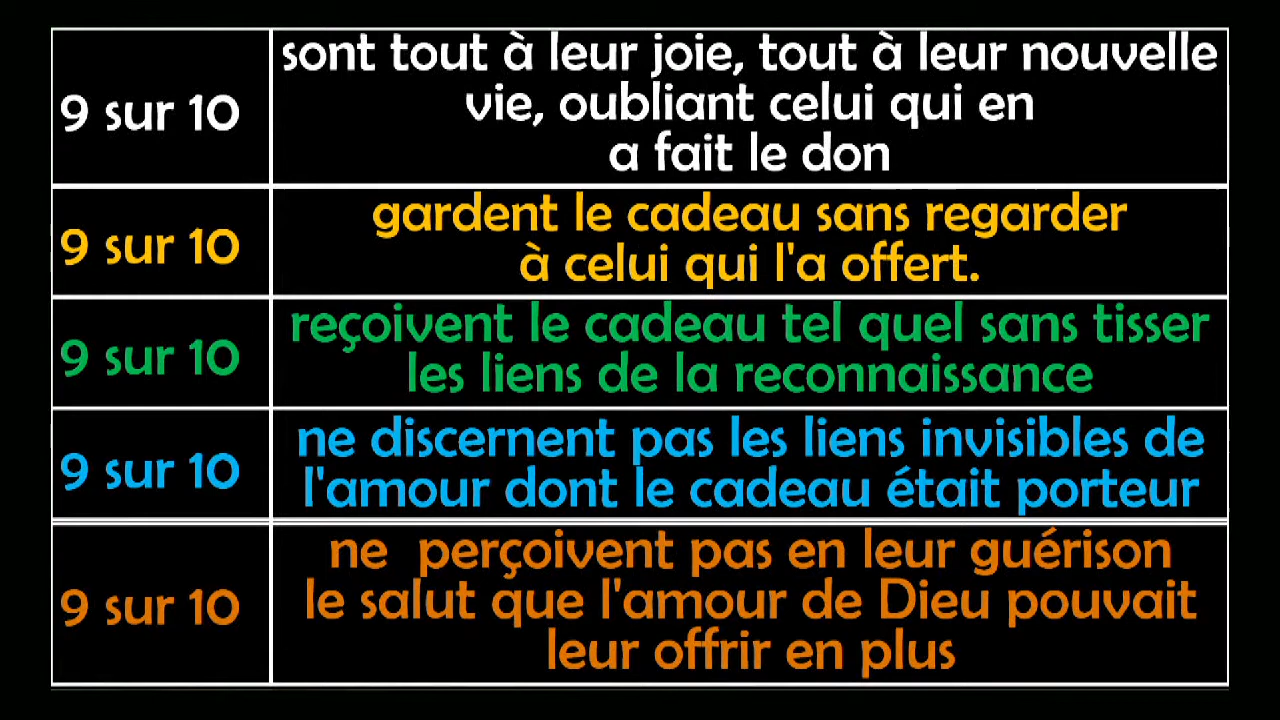 9 sur 10
sont tout à leur joie, tout à leur nouvelle
vie, oubliant celui qui en
a fait le don
9 sur 10
gardent le cadeau sans regarder
à celui qui l'a offert.
9 sur 10
reçoivent le cadeau tel quel sans tisser
les liens de la reconnaissance
9 sur 10
ne discernent pas les liens invisibles de
l'amour dont le cadeau était porteur
9 sur 10
ne perçoivent pas en leur guérison
le salut que l'amour de Dieu pouvait
leur offrir en plus